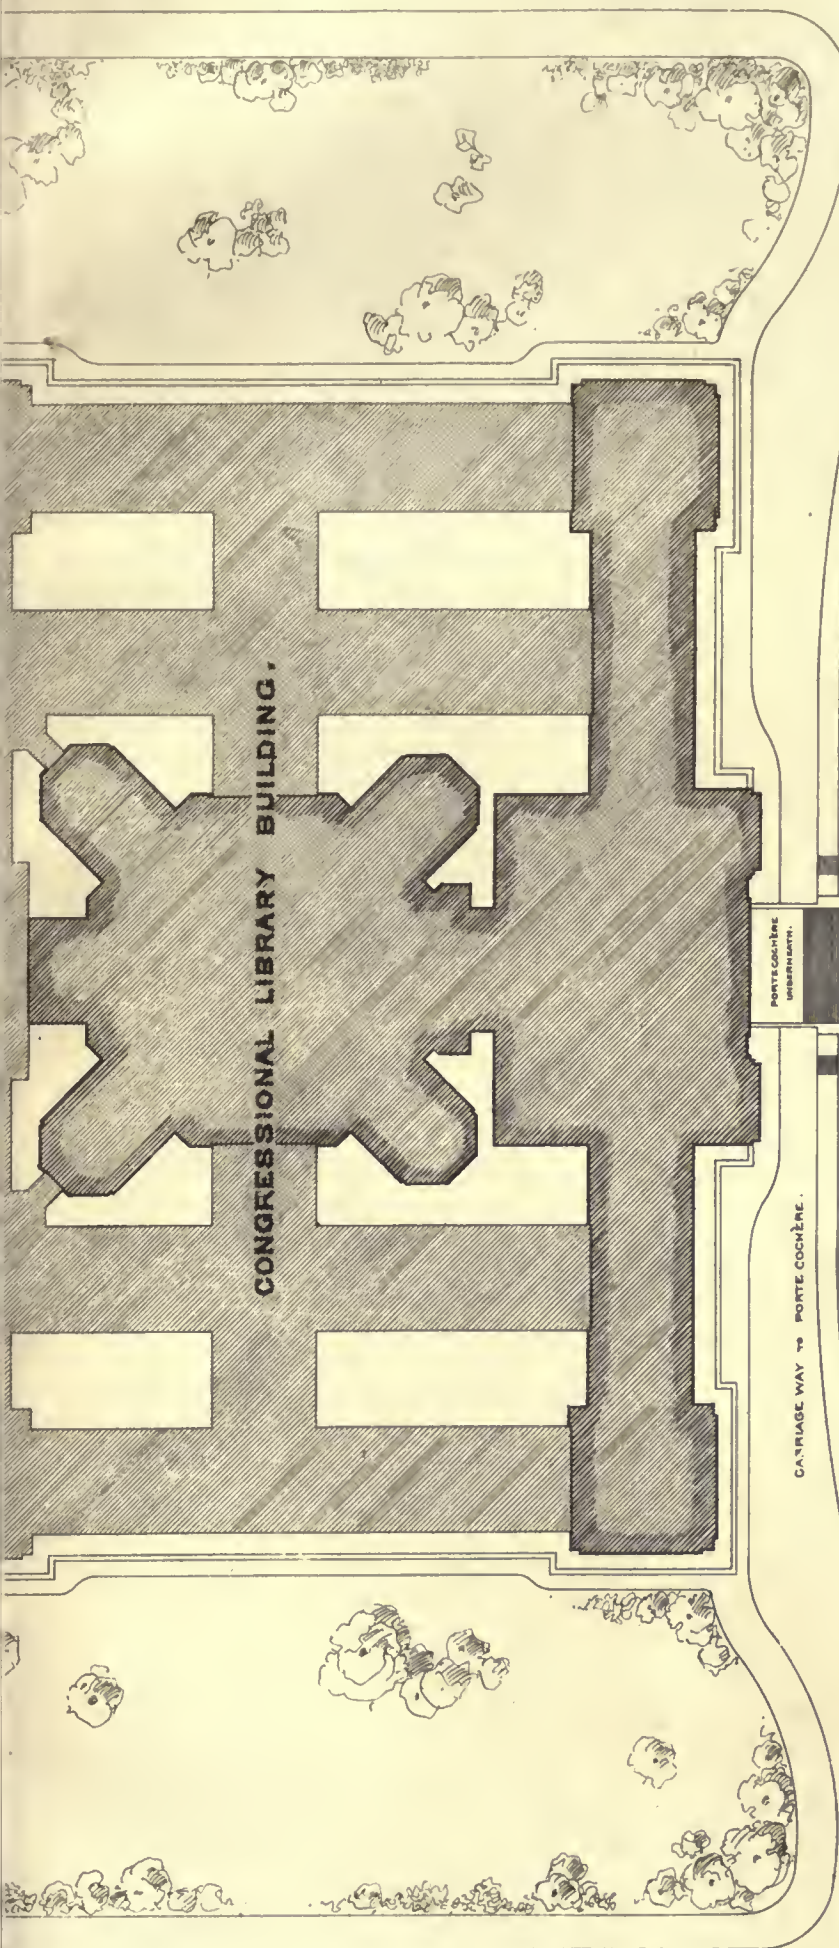 CONGRESSIONAL LIBRARY BUILDING.
PORTE COCHÈRE
UNDERNEATH.
CARRIAGE WAY TO PORTE COCHÈRE.